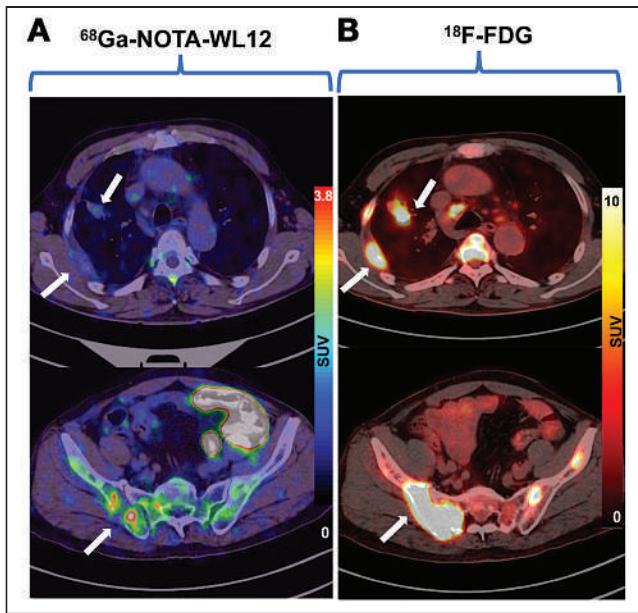 A
⁶⁸Ga-NOTA-WL12
B
¹⁸F-FDG
3.8
SUV
0
10
SUV
0